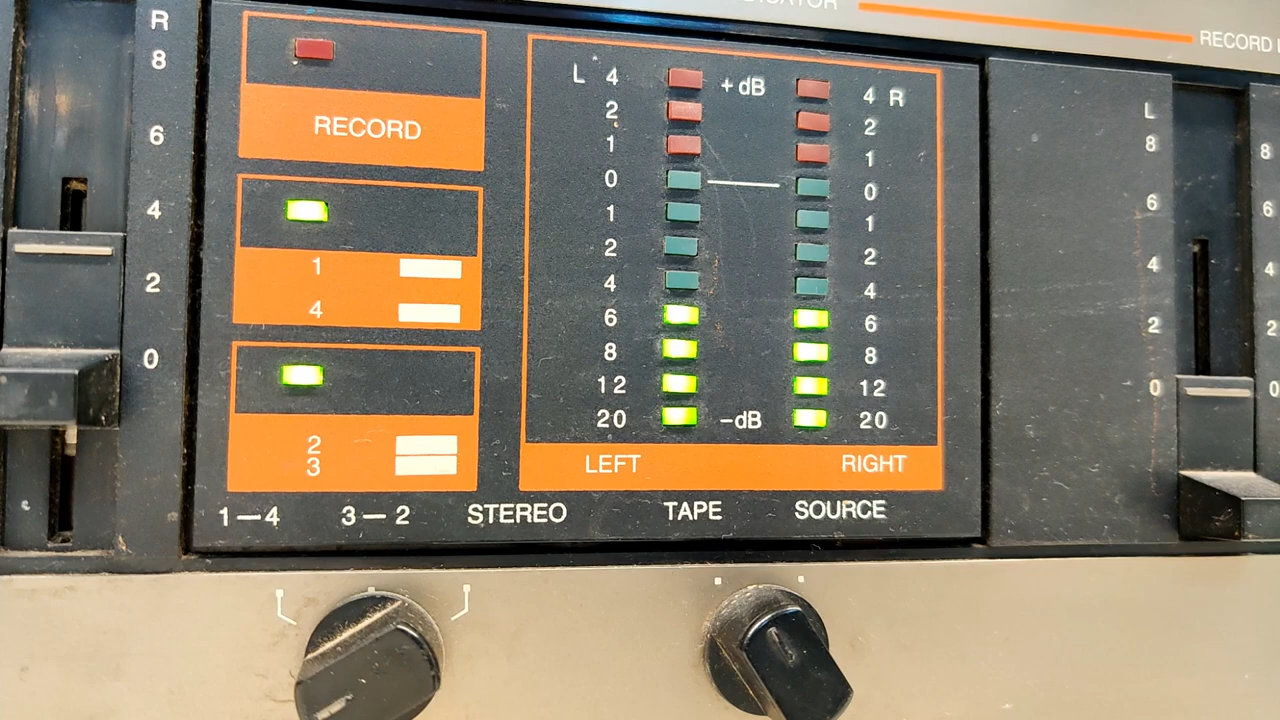 R
8
6
4
2
0
RECORD
1
4
2
3
L 4 +dB 4 R
2 2
1 1
0 0
1 1
2 2
4 4
6 6
8 8
12 12
20 -dB 20
LEFT RIGHT
1—4 3—2 STEREO TAPE SOURCE
RECORD
L
8 8
6 6
4 4
2 2
0 0